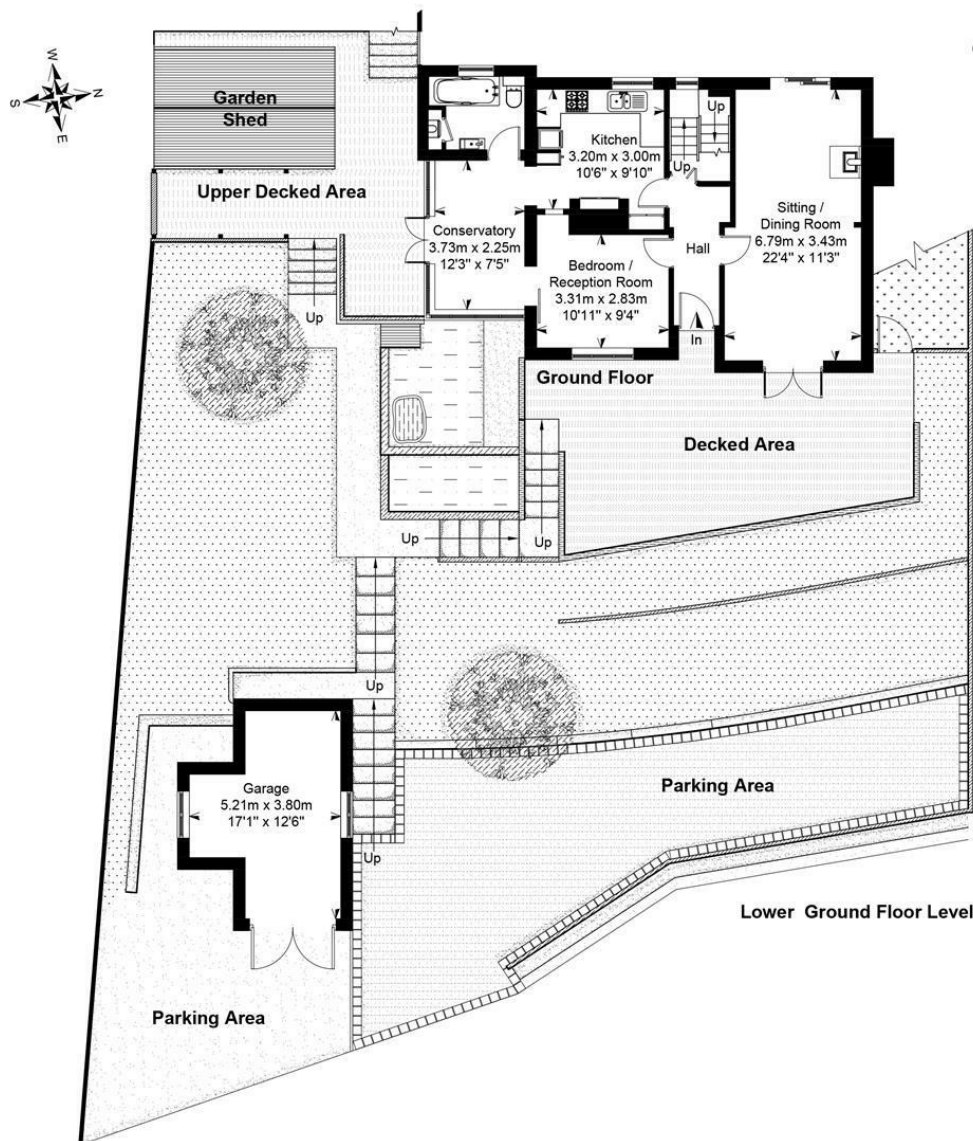 W
N
S
E
Garden
Shed
Up
Kitchen
3.20m x 3.00m
10'6" x 9'10"
Up
Upper Decked Area
Sitting /
Dining Room
6.79m x 3.43m
22'4" x 11'3"
Conservatory
3.73m x 2.25m
12'3" x 7'5"
Hall
Bedroom /
Reception Room
3.31m x 2.83m
10'11" x 9'4"
Up
In
Ground Floor
Decked Area
Up
Up
Up
Garage
5.21m x 3.80m
17'1" x 12'6"
Parking Area
Up
Lower Ground Floor Level
Parking Area